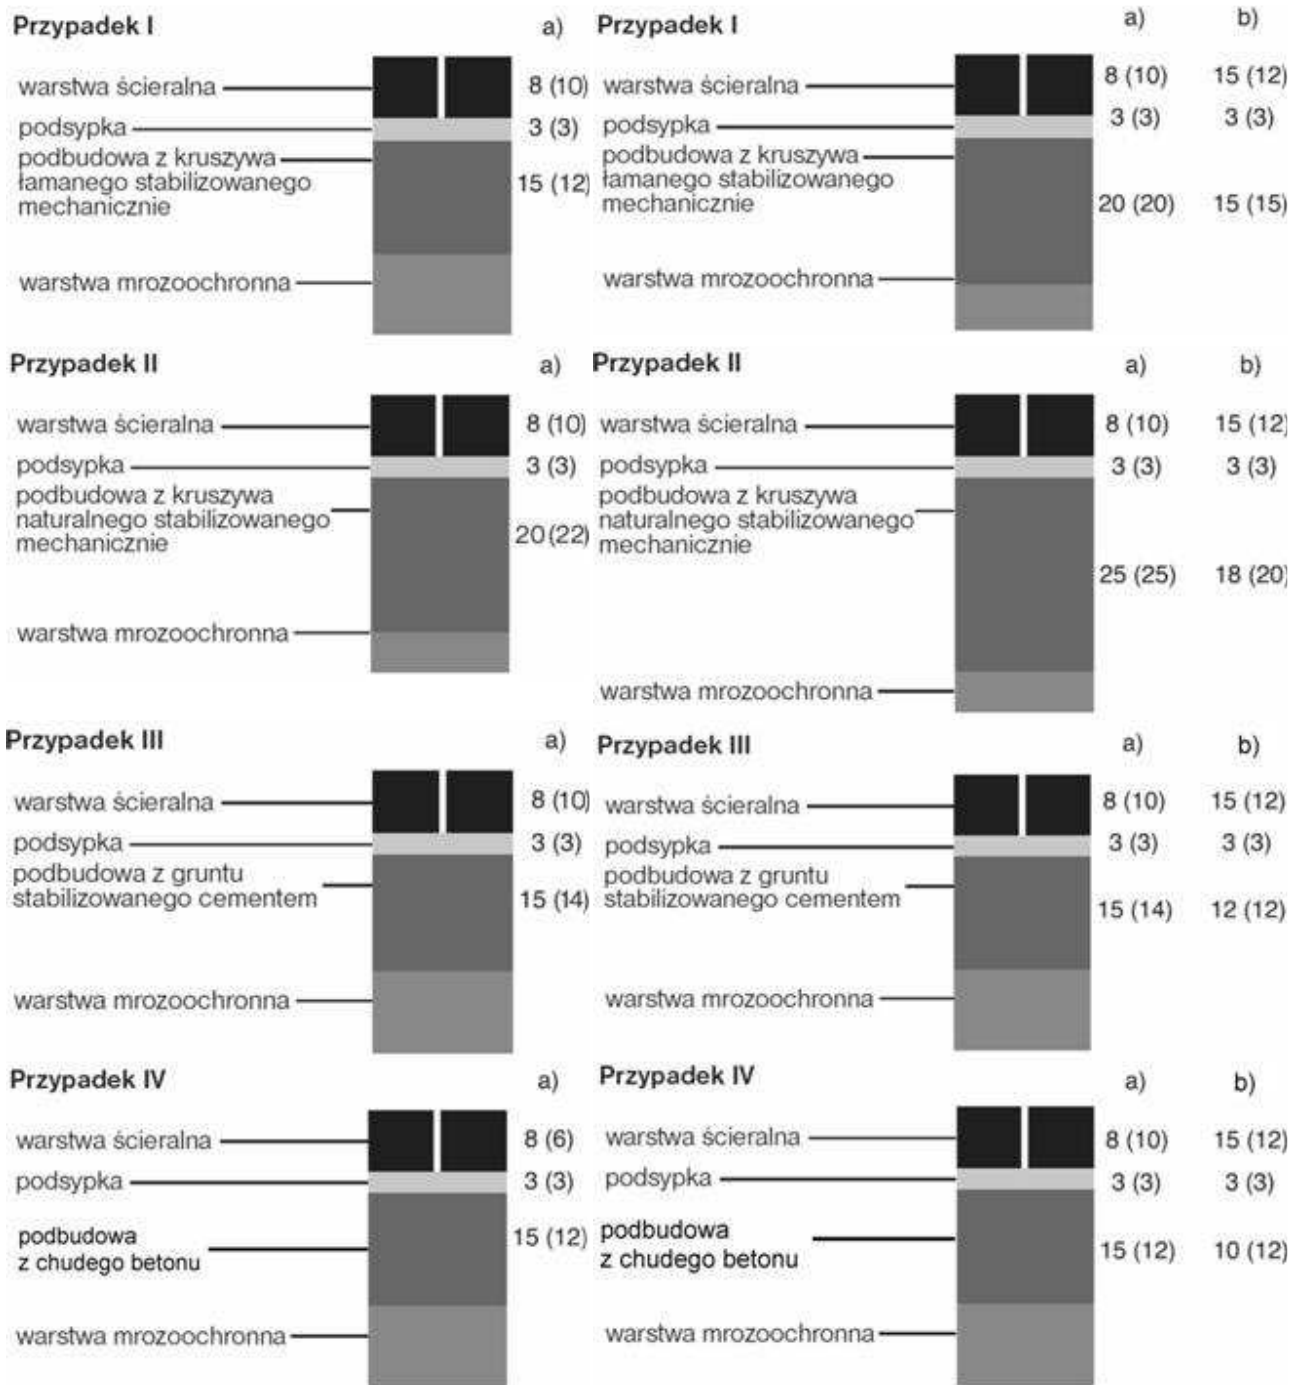 Przypadek I
a)
warstwa ścieralna
8 (10)
podsypka
3 (3)
podbudowa z kruszywa
łamanego stabilizowanego
mechanicznie
15 (12)
warstwa mrozoochronna
Przypadek I
a)
b)
warstwa ścieralna
8 (10)
15 (12)
podsypka
3 (3)
3 (3)
podbudowa z kruszywa
łamanego stabilizowanego
mechanicznie
20 (20)
15 (15)
warstwa mrozoochronna
Przypadek II
a)
warstwa ścieralna
8 (10)
podsypka
3 (3)
podbudowa z kruszywa
naturalnego stabilizowanego
mechanicznie
20 (22)
warstwa mrozoochronna
Przypadek II
a)
b)
warstwa ścieralna
8 (10)
15 (12)
podsypka
3 (3)
3 (3)
podbudowa z kruszywa
naturalnego stabilizowanego
mechanicznie
25 (25)
18 (20)
warstwa mrozoochronna
Przypadek III
a)
warstwa ścieralna
8 (10)
podsypka
3 (3)
podbudowa z gruntu
stabilizowanego cementem
15 (14)
warstwa mrozoochronna
Przypadek III
a)
b)
warstwa ścieralna
8 (10)
15 (12)
podsypka
3 (3)
3 (3)
podbudowa z gruntu
stabilizowanego cementem
15 (14)
12 (12)
warstwa mrozoochronna
Przypadek IV
a)
warstwa ścieralna
8 (6)
podsypka
3 (3)
podbudowa
z chudego betonu
15 (12)
warstwa mrozoochronna
Przypadek IV
a)
b)
warstwa ścieralna
8 (10)
15 (12)
podsypka
3 (3)
3 (3)
podbudowa
z chudego betonu
15 (12)
10 (12)
warstwa mrozoochronna